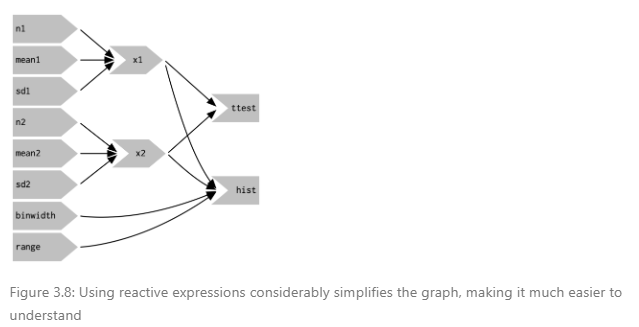 n1
mean1
sd1
n2
mean2
sd2
binwidth
range
x1
x2
ttest
hist
Figure 3.8: Using reactive expressions considerably simplifies the graph, making it much easier to
understand